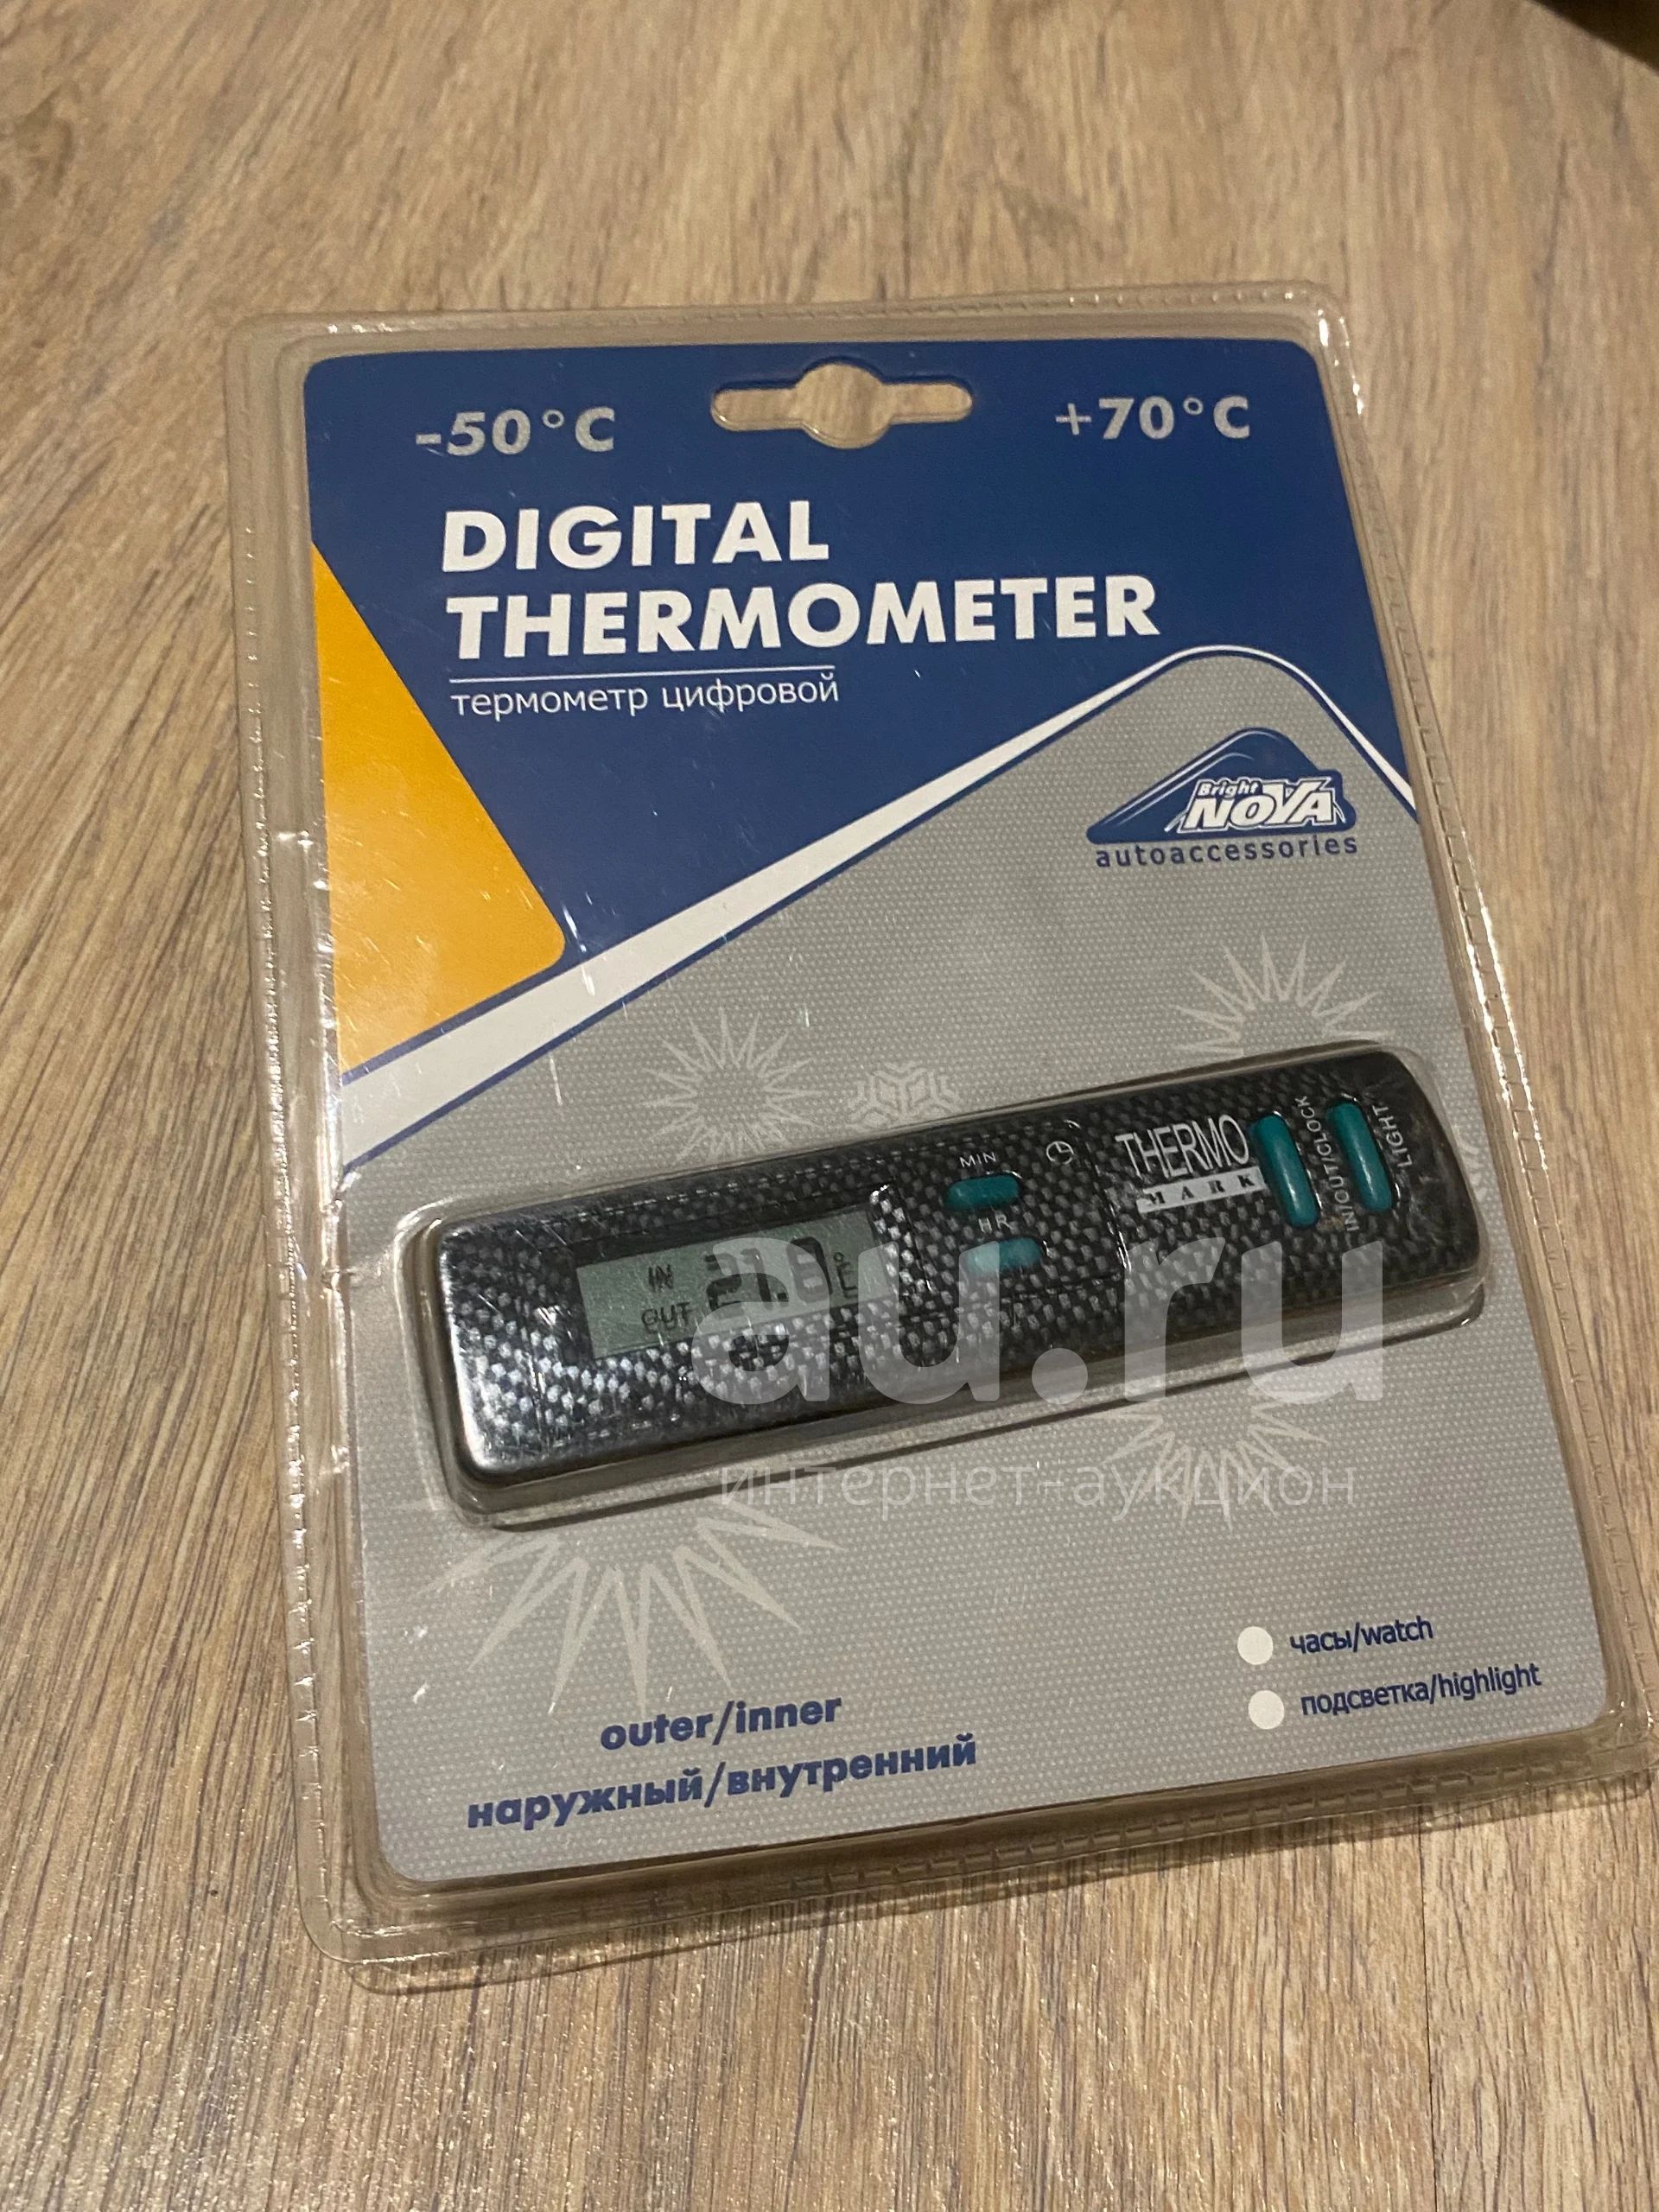 -50°C
+70°C
DIGITAL
THERMOMETER
термометр цифровой
Bright
NOVA
autoaccessories
MIN
HR
THERMO
MARK
IN/OUT/CLOCK
LIGHT
IN
OUT
au.ru
интернет-аукцион
часы/watch
подсветка/highlight
outer/inner
наружный/внутренний